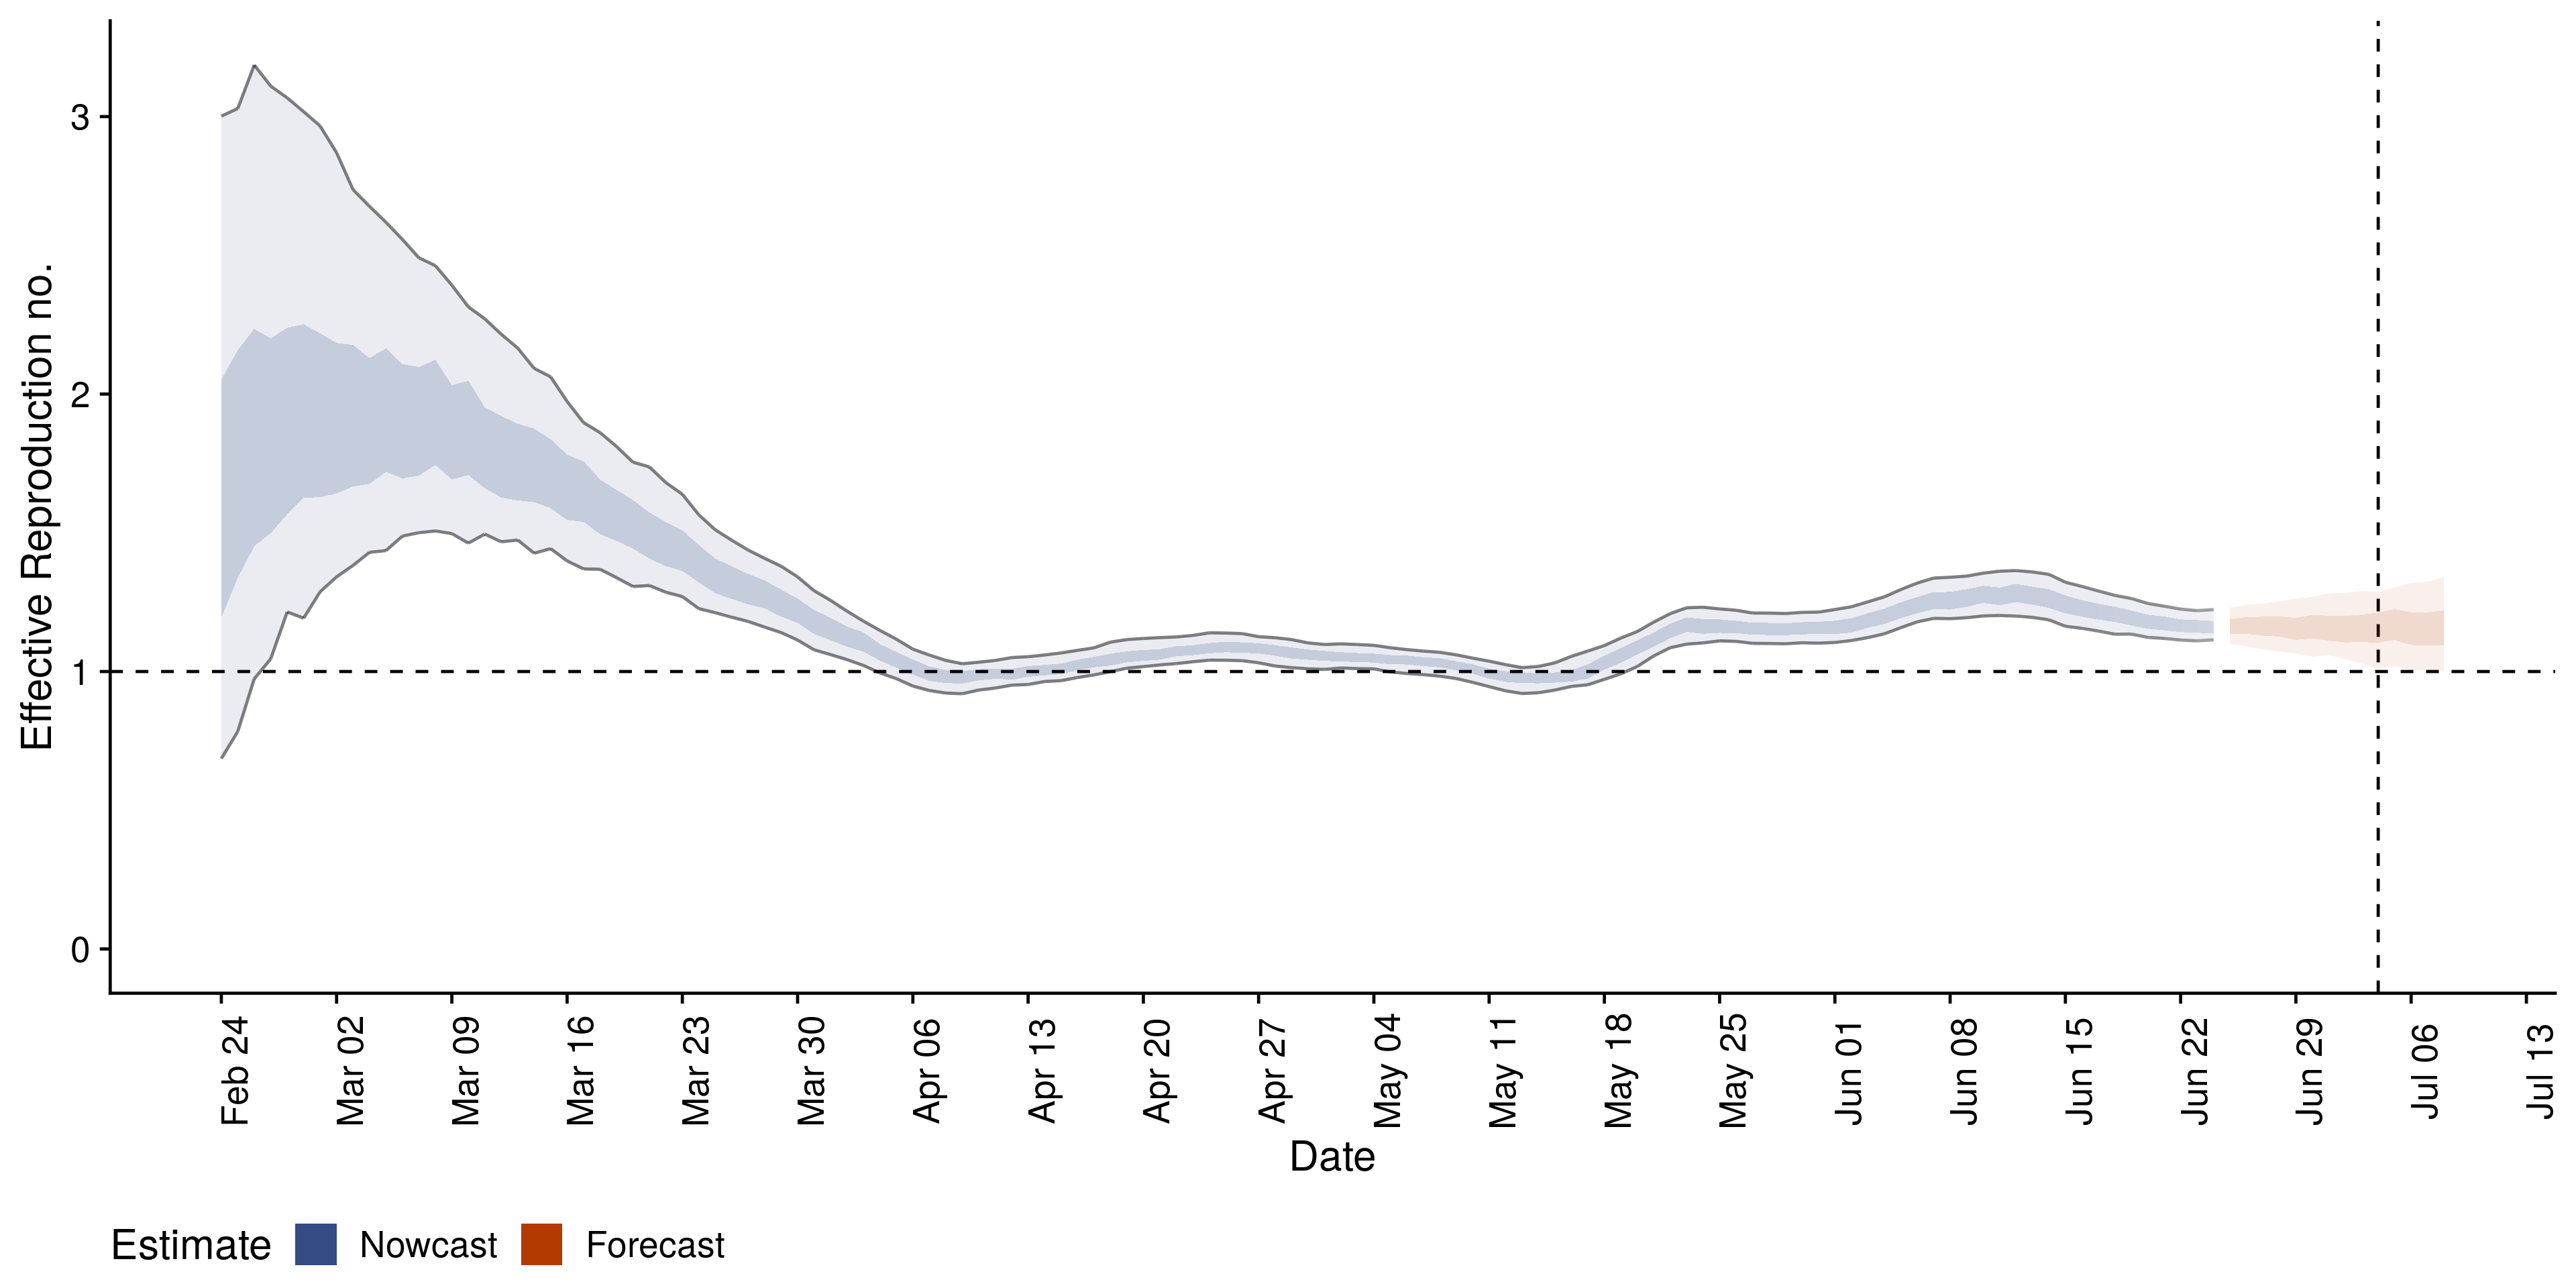 Effective Reproduction no.
3
2
1
0
Feb 24
Mar 02
Mar 09
Mar 16
Mar 23
Mar 30
Apr 06
Apr 13
Apr 20
Apr 27
May 04
May 11
May 18
May 25
Jun 01
Jun 08
Jun 15
Jun 22
Jun 29
Jul 06
Jul 13
Date
Estimate Nowcast Forecast